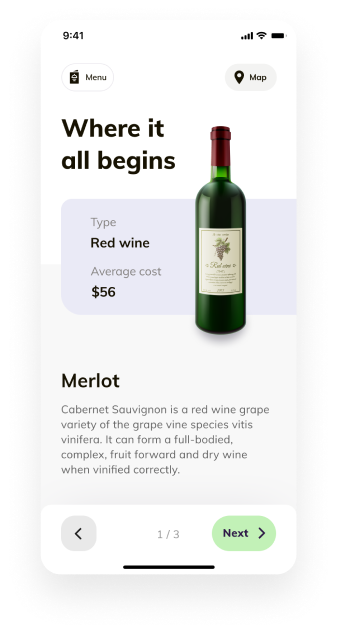 9:41
Menu
Map
Where it
all begins
Type
Red wine
Average cost
$56
Red wine
Merlot
Cabernet Sauvignon is a red wine grape
variety of the grape vine species vitis
vinifera. It can form a full-bodied,
complex, fruit forward and dry wine
when vinified correctly.
1 / 3
Next